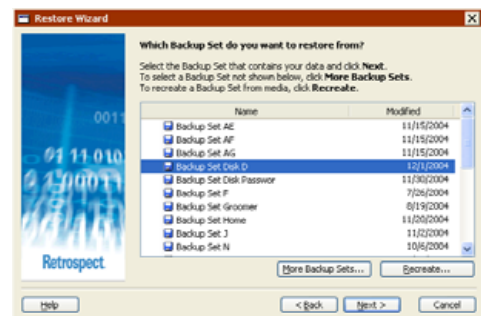 Restore Wizard
Which Backup Set do you want to restore from?
Select the Backup Set that contains your data and click Next.
To select a Backup Set not shown below, click More Backup Sets.
To recreate a Backup Set from media, click Recreate.
Name Modified
Backup Set AE 11/15/2004
Backup Set AF 11/15/2004
Backup Set AG 11/15/2004
Backup Set Disk D 12/1/2004
Backup Set Disk Passwor 11/30/2004
Backup Set F 7/26/2004
Backup Set Groomer 8/19/2004
Backup Set Home 11/20/2004
Backup Set J 11/2/2004
Backup Set N 10/6/2004
0011
01 11 010
Retrospect
More Backup Sets... Recreate...
Help < Back Next > Cancel